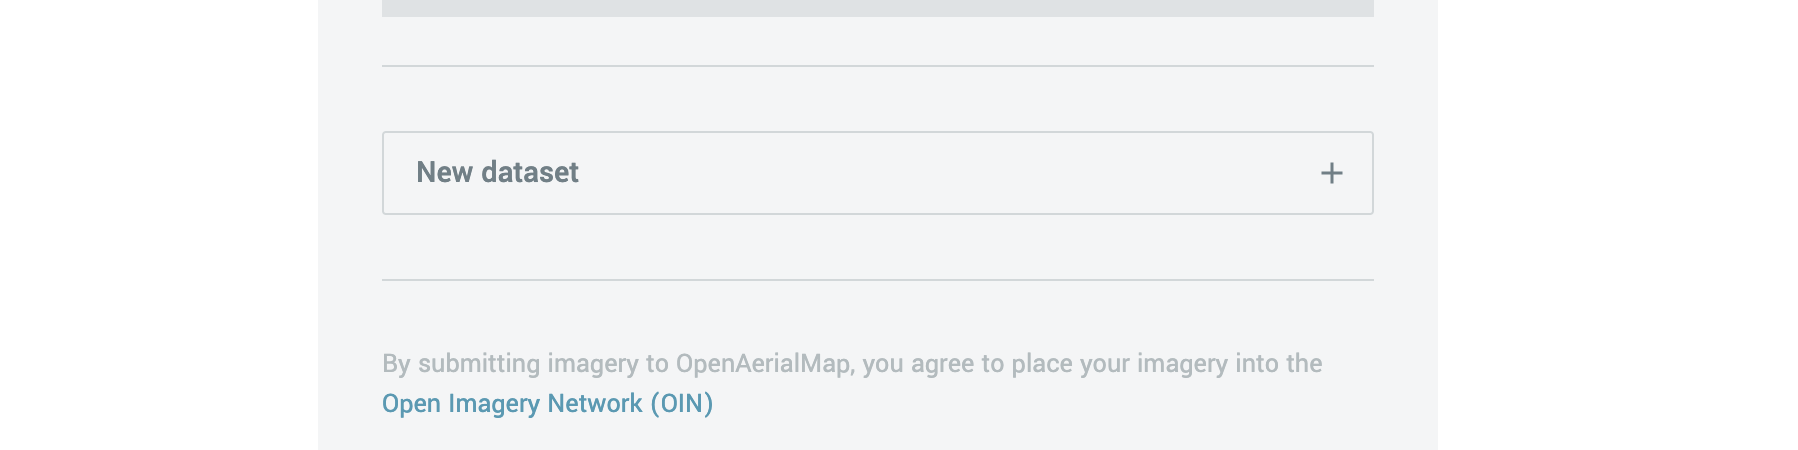 New dataset +
By submitting imagery to OpenAerialMap, you agree to place your imagery into the
Open Imagery Network (OIN)